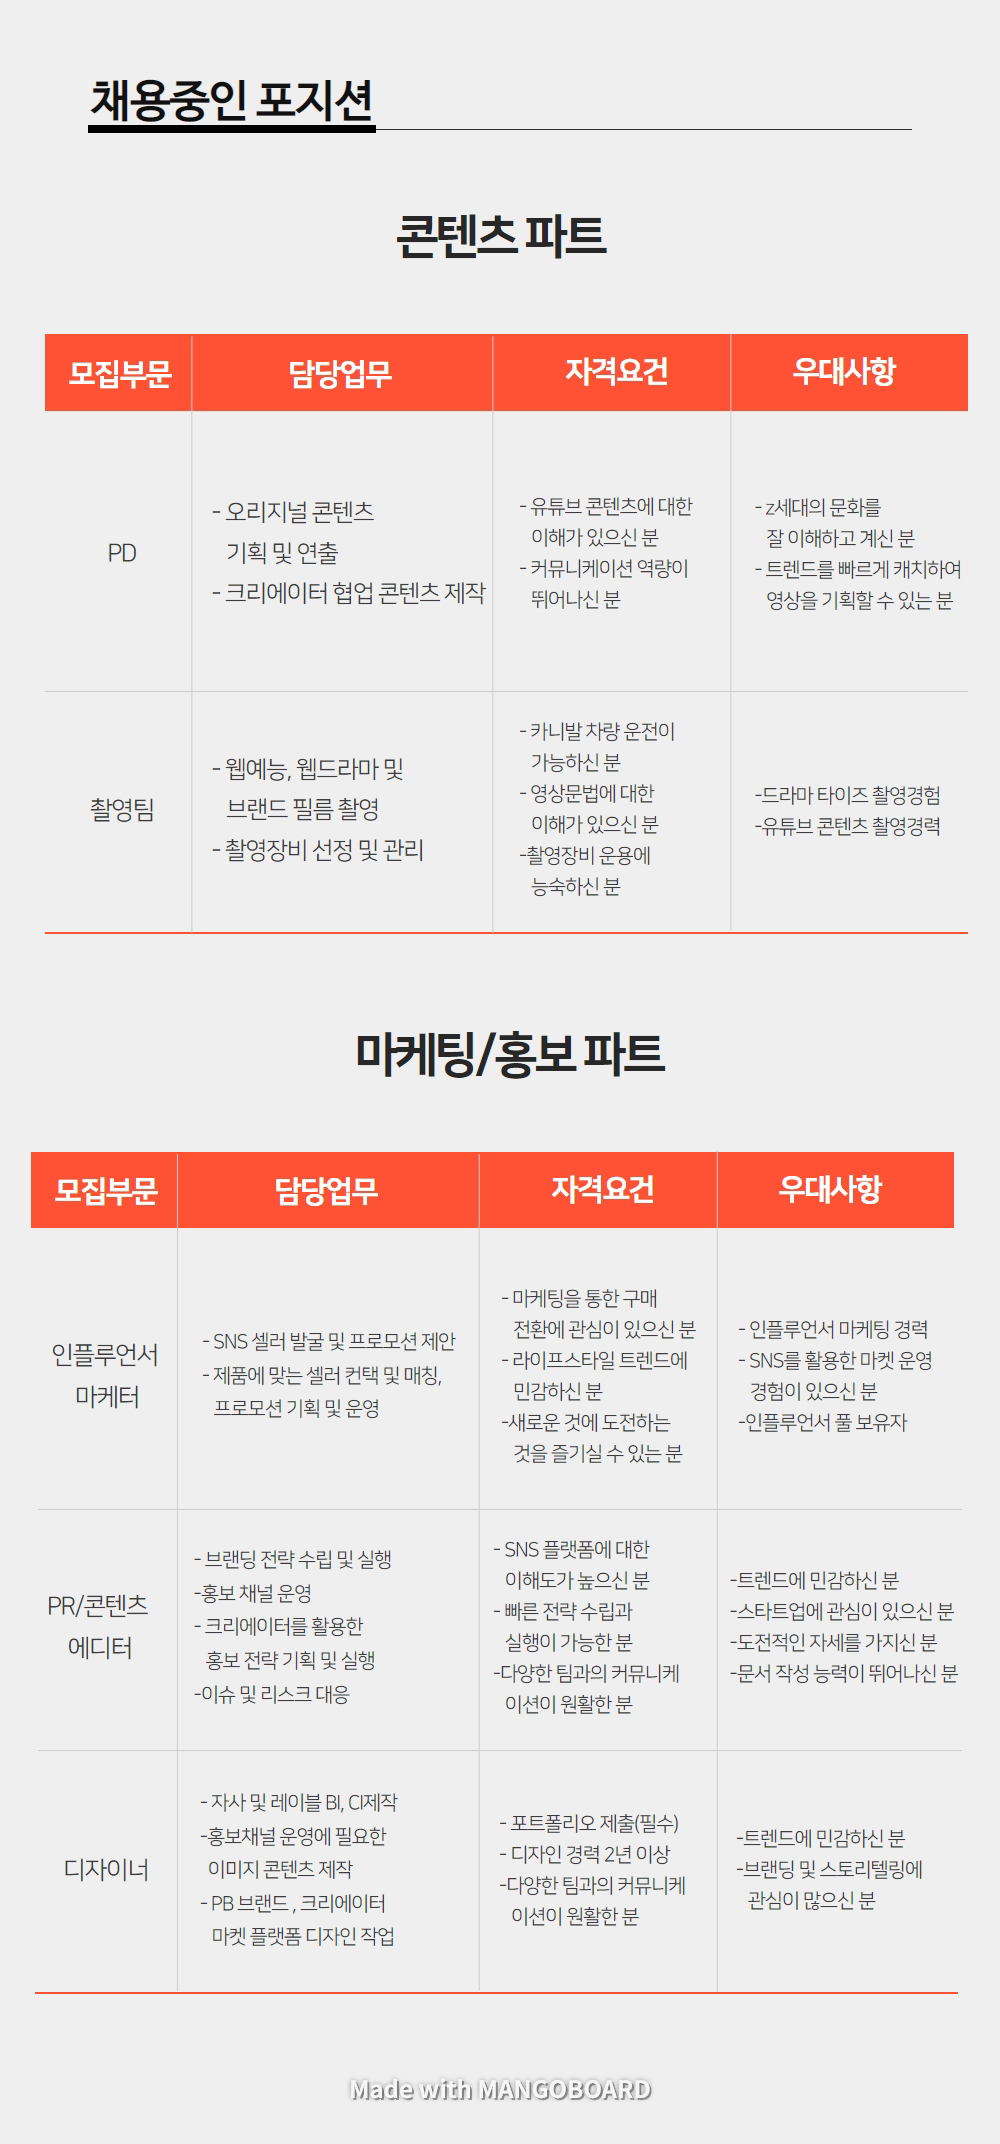 채용중인 포지션
콘텐츠 파트
모집부문 담당업무 자격요건 우대사항
PD
- 오리지널 콘텐츠
기획 및 연출
- 크리에이터 협업 콘텐츠 제작
- 유튜브 콘텐츠에 대한
이해가 있으신 분
- 커뮤니케이션 역량이
뛰어나신 분
- z세대의 문화를
잘 이해하고 계신 분
- 트렌드를 빠르게 캐치하여
영상을 기획할 수 있는 분
촬영팀
- 웹예능, 웹드라마 및
브랜드 필름 촬영
- 촬영장비 선정 및 관리
- 카니발 차량 운전이
가능하신 분
- 영상문법에 대한
이해가 있으신 분
-촬영장비 운용에
능숙하신 분
-드라마 타이즈 촬영경험
-유튜브 콘텐츠 촬영경력
마케팅/홍보 파트
모집부문 담당업무 자격요건 우대사항
인플루언서
마케터
- SNS 셀러 발굴 및 프로모션 제안
- 제품에 맞는 셀러 컨택 및 매칭,
프로모션 기획 및 운영
- 마케팅을 통한 구매
전환에 관심이 있으신 분
- 라이프스타일 트렌드에
민감하신 분
-새로운 것에 도전하는
것을 즐기실 수 있는 분
- 인플루언서 마케팅 경력
- SNS를 활용한 마켓 운영
경험이 있으신 분
-인플루언서 풀 보유자
PR/콘텐츠
에디터
- 브랜딩 전략 수립 및 실행
-홍보 채널 운영
- 크리에이터를 활용한
홍보 전략 기획 및 실행
-이슈 및 리스크 대응
- SNS 플랫폼에 대한
이해도가 높으신 분
- 빠른 전략 수립과
실행이 가능한 분
-다양한 팀과의 커뮤니케
이션이 원활한 분
-트렌드에 민감하신 분
-스타트업에 관심이 있으신 분
-도전적인 자세를 가지신 분
-문서 작성 능력이 뛰어나신 분
디자이너
- 자사 및 레이블 BI, CI제작
-홍보채널 운영에 필요한
이미지 콘텐츠 제작
- PB 브랜드 , 크리에이터
마켓 플랫폼 디자인 작업
- 포트폴리오 제출(필수)
- 디자인 경력 2년 이상
-다양한 팀과의 커뮤니케
이션이 원활한 분
-트렌드에 민감하신 분
-브랜딩 및 스토리텔링에
관심이 많으신 분
Made with MANGOBOARD